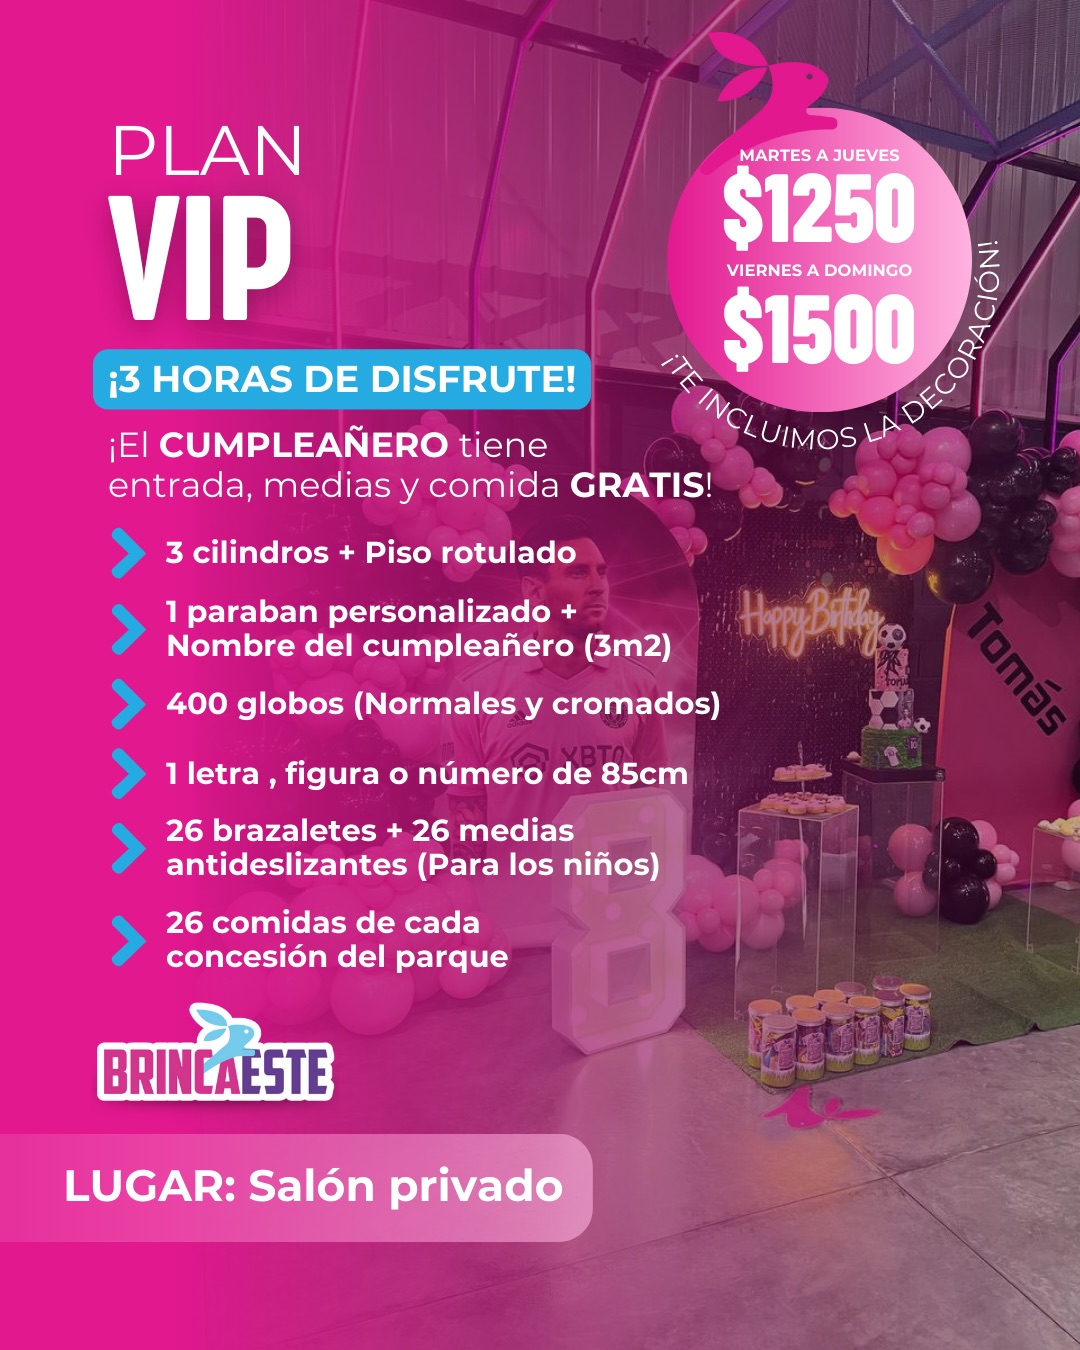 PLAN
VIP
MARTES A JUEVES
$1250
VIERNES A DOMINGO
$1500
¡TE INCLUIMOS LA DECORACIÓN!
¡3 HORAS DE DISFRUTE!
¡El CUMPLEAÑERO tiene
entrada, medias y comida GRATIS!
3 cilindros + Piso rotulado
1 paraban personalizado +
Nombre del cumpleañero (3m2)
400 globos (Normales y cromados)
1 letra , figura o número de 85cm
26 brazaletes + 26 medias
antideslizantes (Para los niños)
26 comidas de cada
concesión del parque
Happy Birthday
Tomás
XBTO
8
BRINCAESTE
LUGAR: Salón privado